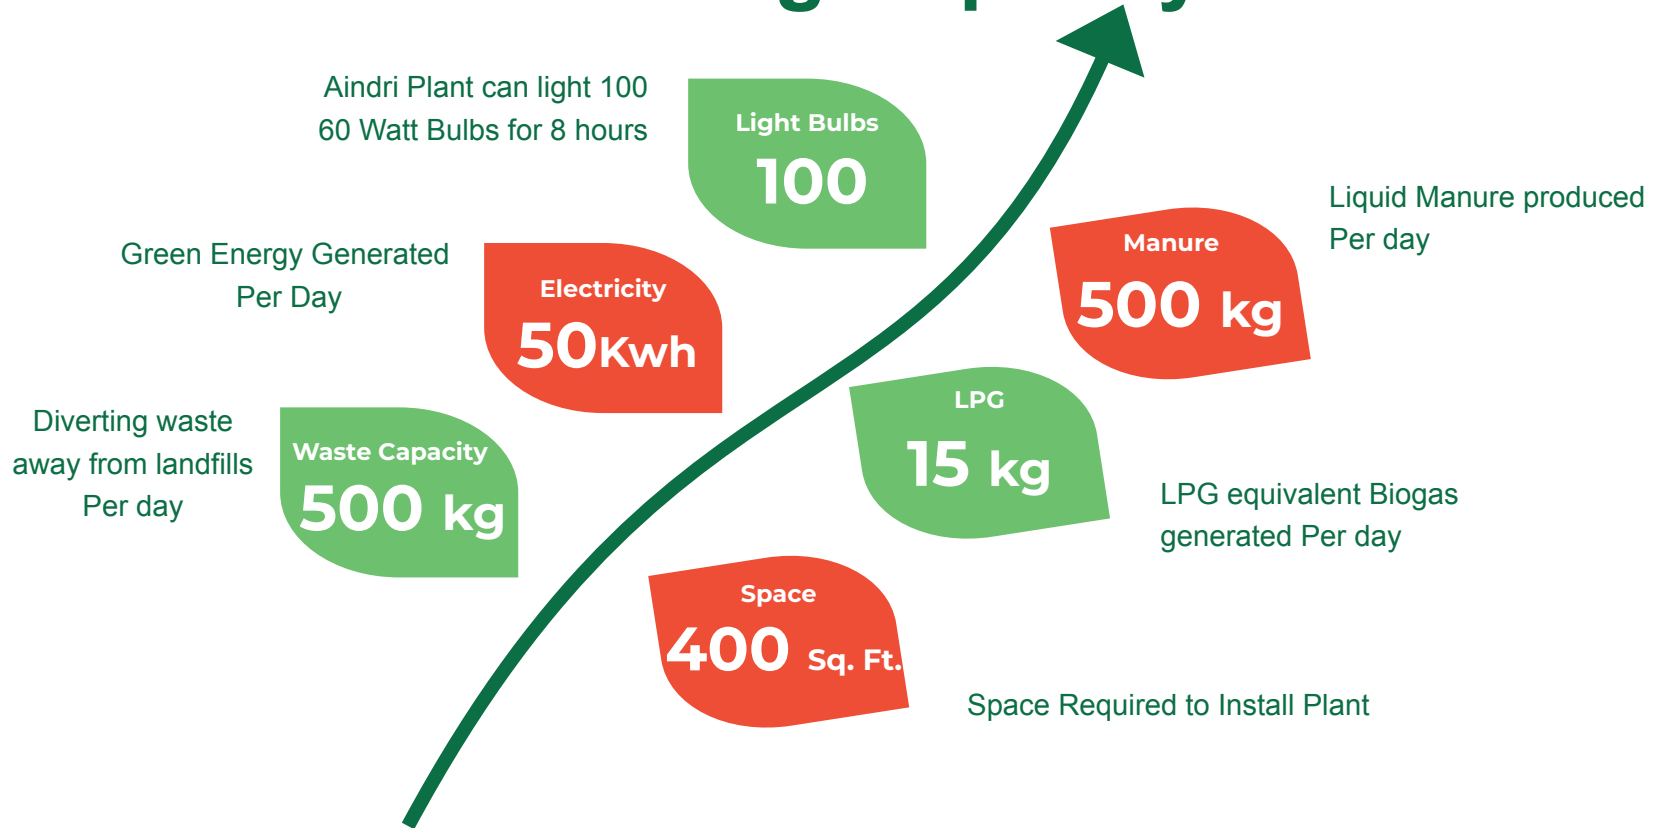 Aindri Plant can light 100
60 Watt Bulbs for 8 hours
Light Bulbs
100
Green Energy Generated
Per Day
Electricity
50Kwh
Diverting waste
away from landfills
Per day
Waste Capacity
500 kg
Manure
500 kg
Liquid Manure produced
Per day
LPG
15 kg
LPG equivalent Biogas
generated Per day
Space
400 Sq. Ft.
Space Required to Install Plant